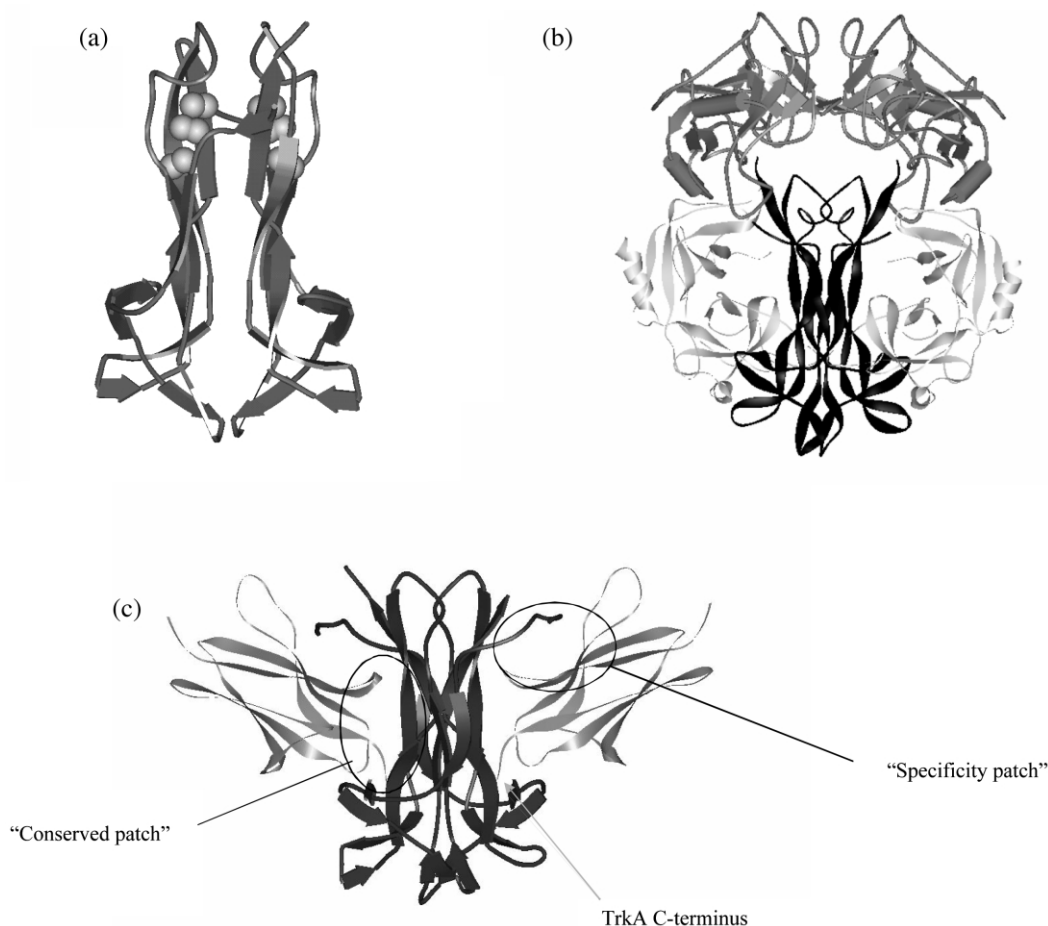 (a)
(b)
(c)
“Specificity patch”
“Conserved patch”
TrkA C-terminus